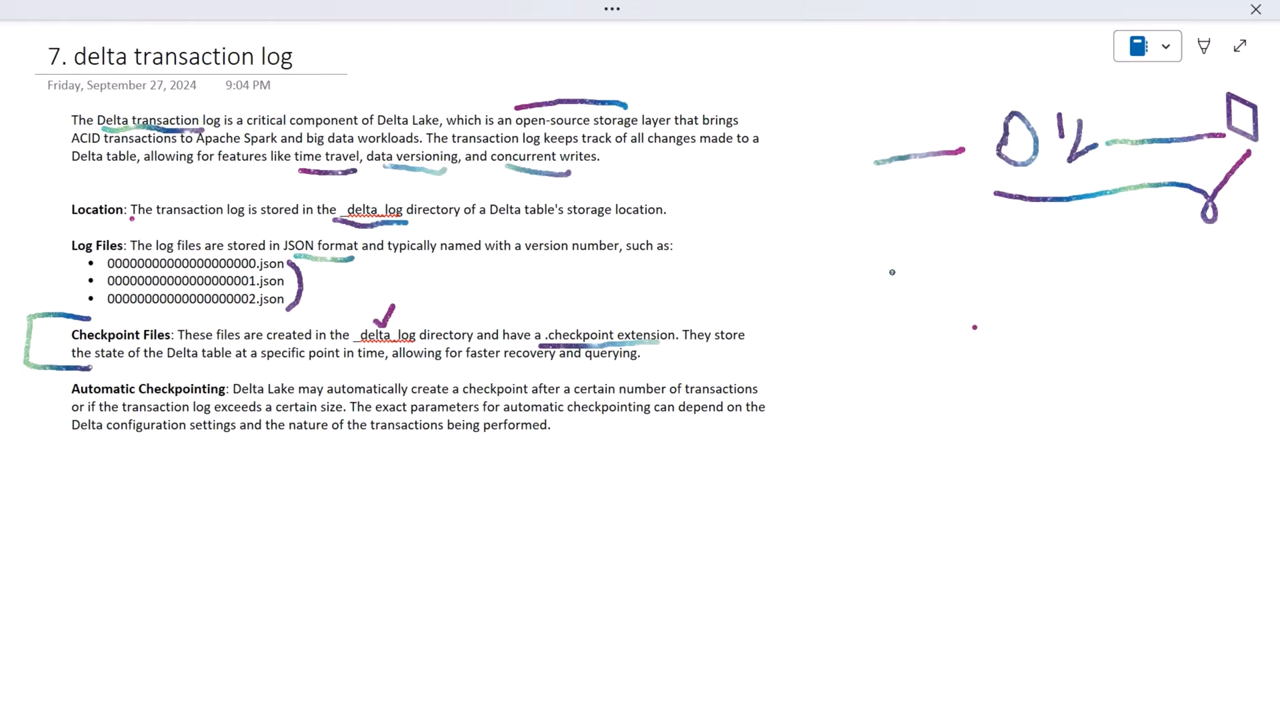 7. delta transaction log
Friday, September 27, 2024 9:04 PM
The Delta transaction log is a critical component of Delta Lake, which is an open-source storage layer that brings
ACID transactions to Apache Spark and big data workloads. The transaction log keeps track of all changes made to a
Delta table, allowing for features like time travel, data versioning, and concurrent writes.
Location: The transaction log is stored in the _delta_log directory of a Delta table's storage location.
Log Files: The log files are stored in JSON format and typically named with a version number, such as:
• 00000000000000000000.json
• 00000000000000000001.json
• 00000000000000000002.json
Checkpoint Files: These files are created in the _delta_log directory and have a .checkpoint extension. They store
the state of the Delta table at a specific point in time, allowing for faster recovery and querying.
Automatic Checkpointing: Delta Lake may automatically create a checkpoint after a certain number of transactions
or if the transaction log exceeds a certain size. The exact parameters for automatic checkpointing can depend on the
Delta configuration settings and the nature of the transactions being performed.